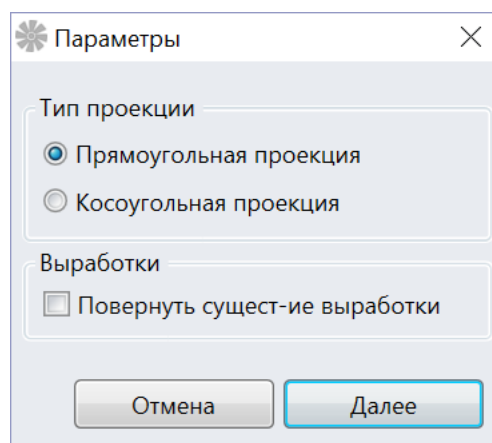 Параметры
Тип проекции
Прямоугольная проекция
Косоугольная проекция
Выработки
Повернуть сущест-ие выработки
Отмена Далее